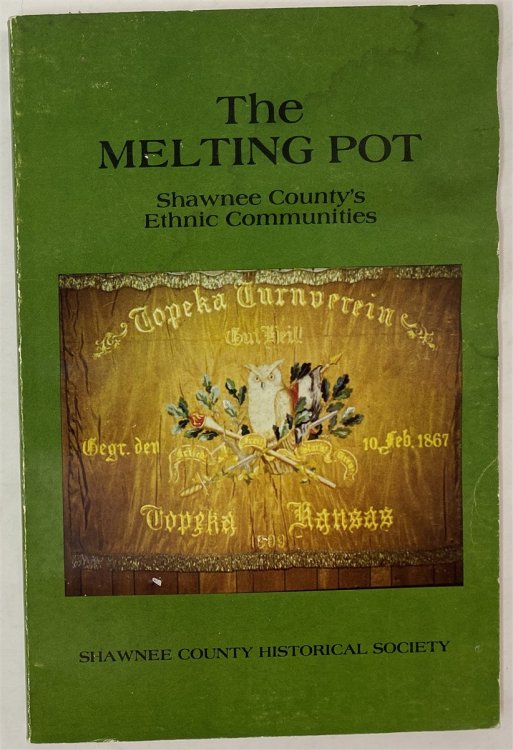 The
MELTING POT
Shawnee County's
Ethnic Communities
Topeka Turnverein
Gut Heil!
Gegr. den 10. Feb. 1867
Topeka Kansas
SHAWNEE COUNTY HISTORICAL SOCIETY